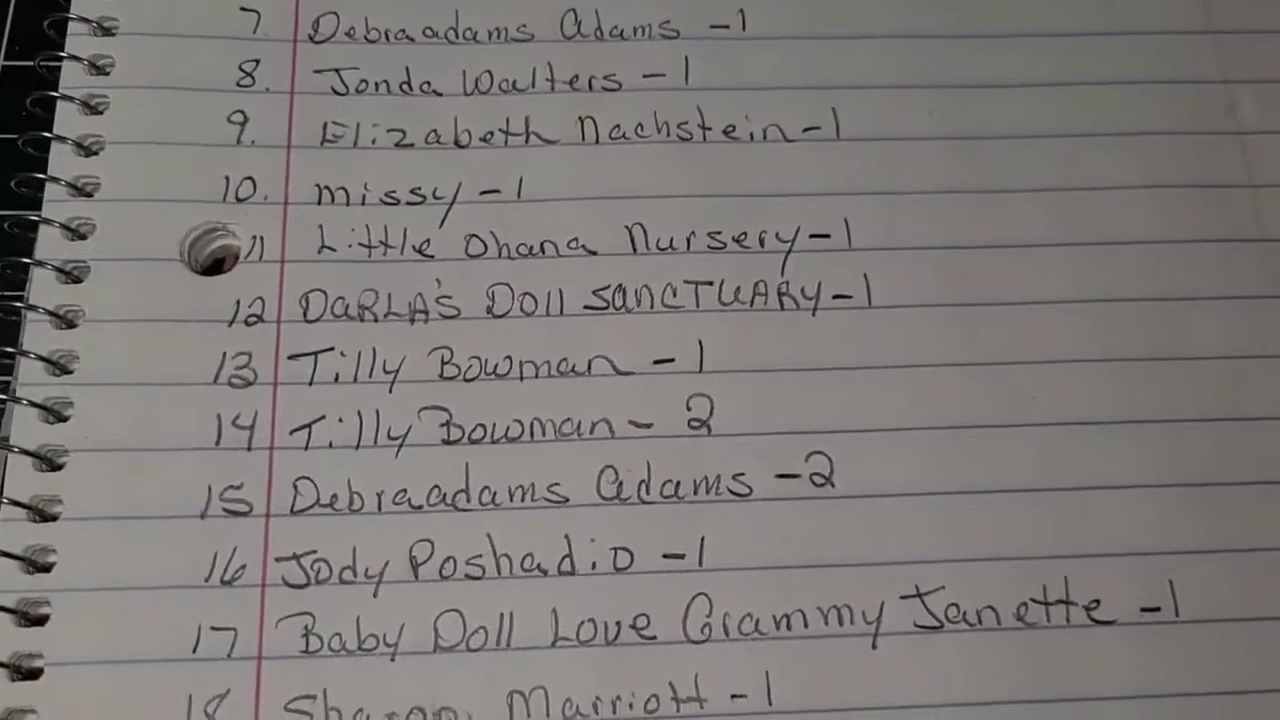 7. Debraadams Adams -1
8. Jonda Walters -1
9. Elizabeth Nachstein -1
10. missy -1
11 Little Ohana Nursery -1
12 DaRLA's Doll SanCTUARY -1
13 Tilly Bowman -1
14 Tilly Bowman - 2
15 Debraadams Adams -2
16 Jody Poshadio -1
17 Baby Doll Love Grammy Janette -1
18 Sharon Marriott -1